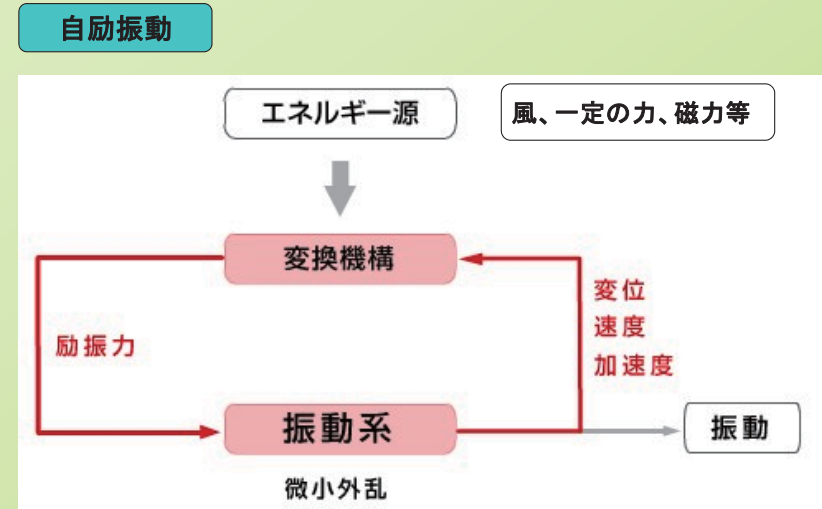 自励振動
エネルギー源
風、一定の力、磁力等
変換機構
励振力
変位
速度
加速度
振動系
振動
微小外乱